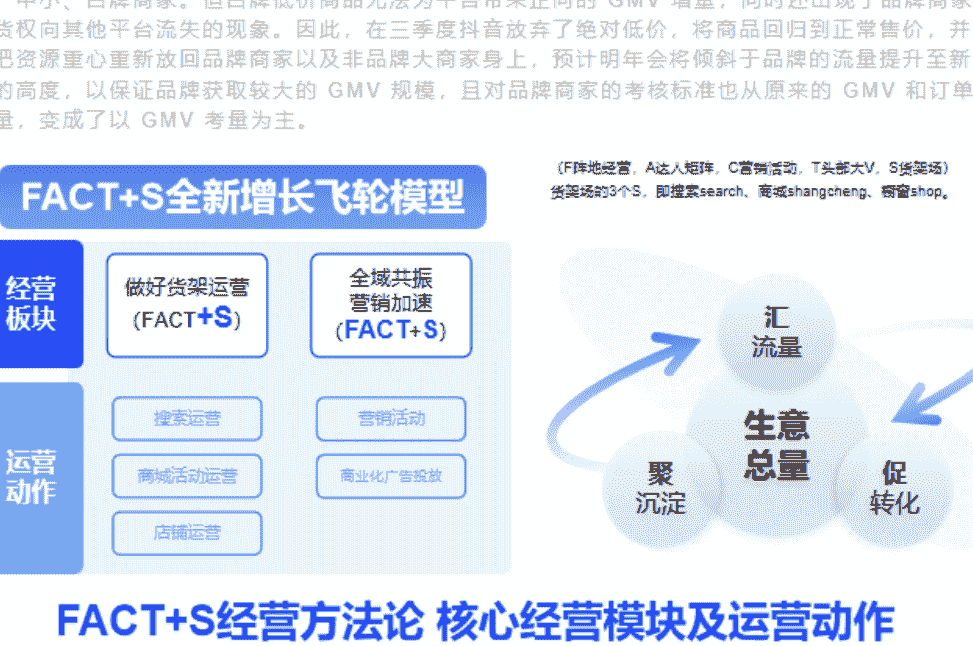 中小、白牌商家。但白牌低价商品无法为平台带来正向的 GMV 增量，同时还出现了品牌商家
货权向其他平台流失的现象。因此，在三季度抖音放弃了绝对低价，将商品回归到正常售价，并
把资源重心重新放回品牌商家以及非品牌大商家身上，预计明年会将倾斜于品牌的流量提升至新
的高度，以保证品牌获取较大的 GMV 规模，且对品牌商家的考核标准也从原来的 GMV 和订单
量，变成了以 GMV 考量为主。
（F阵地经营，A达人矩阵，C营销活动，T头部大V，S货架场）
货架场的3个S，即搜索search、商城shangcheng、橱窗shop。
FACT+S全新增长飞轮模型
经营
板块
做好货架运营
（FACT+S）
全域共振
营销加速
（FACT+S）
运营
动作
搜索运营
商城活动运营
店铺运营
营销活动
商业化广告投放
汇
流量
生意
总量
聚
沉淀
促
转化
FACT+S经营方法论 核心经营模块及运营动作